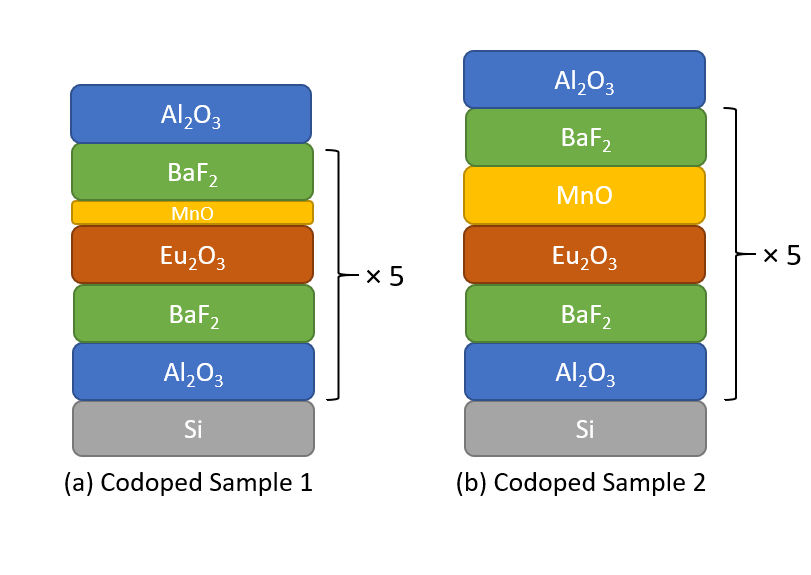 Al₂O₃
BaF₂
MnO
Eu₂O₃
BaF₂
Al₂O₃
Si
× 5
(a) Codoped Sample 1
Al₂O₃
BaF₂
MnO
Eu₂O₃
BaF₂
Al₂O₃
Si
× 5
(b) Codoped Sample 2